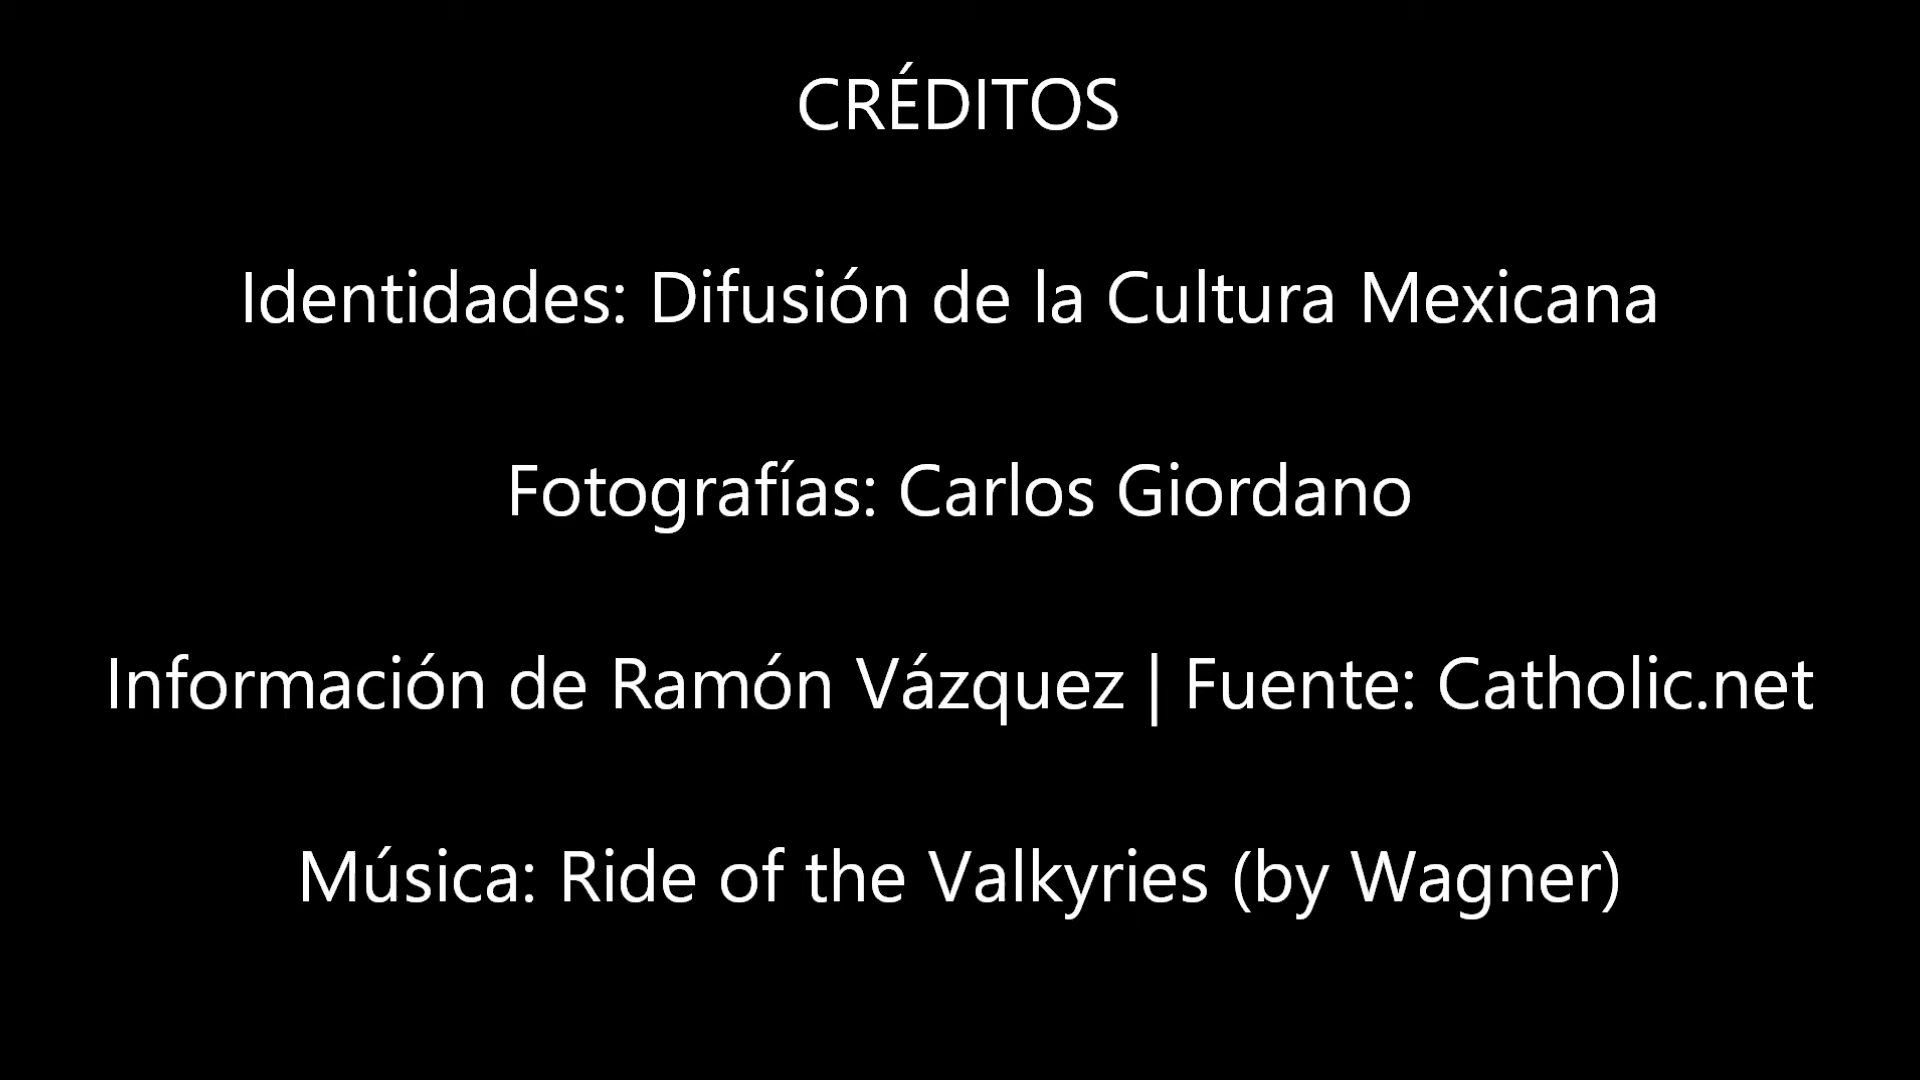 CRÉDITOS
Identidades: Difusión de la Cultura Mexicana
Fotografías: Carlos Giordano
Información de Ramón Vázquez | Fuente: Catholic.net
Música: Ride of the Valkyries (by Wagner)